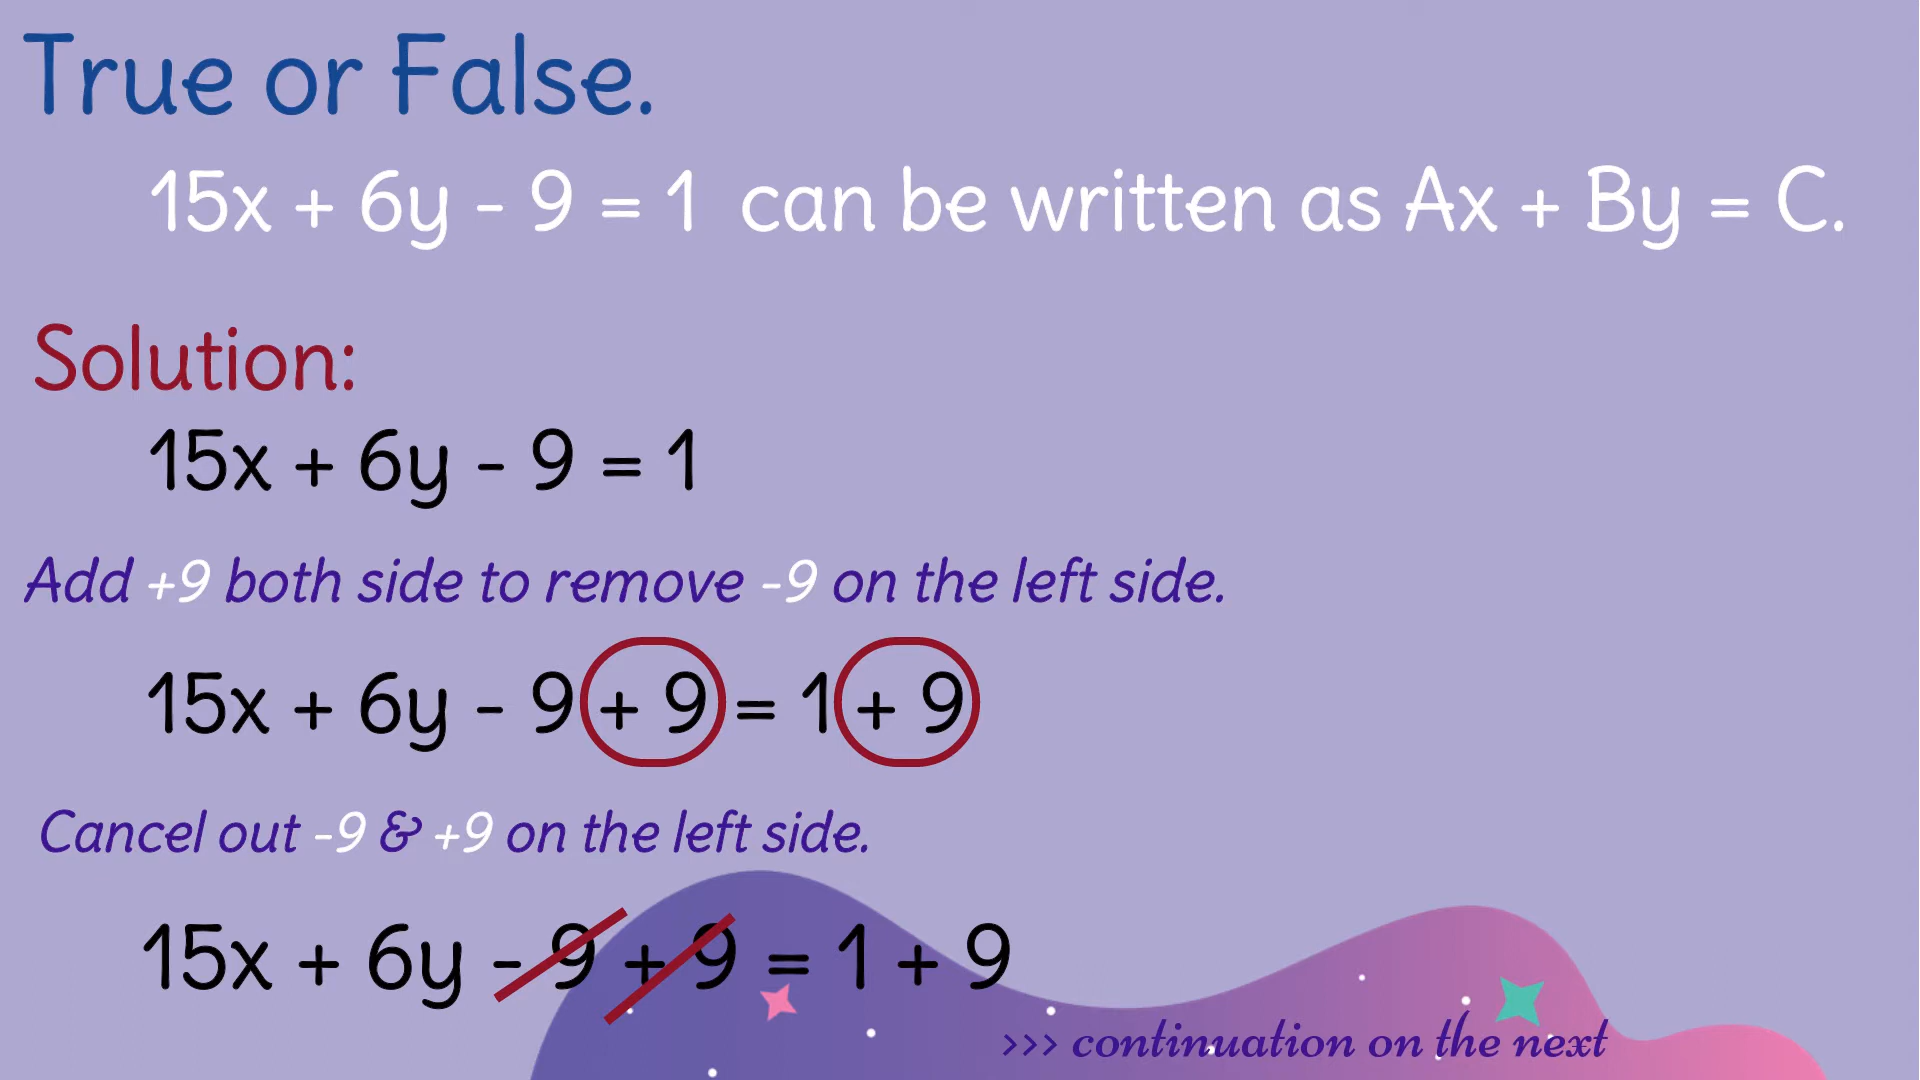 True or False.
15x + 6y - 9 = 1 can be written as Ax + By = C.
Solution:
15x + 6y - 9 = 1
Add +9 both side to remove -9 on the left side.
15x + 6y - 9 + 9 = 1 + 9
Cancel out -9 & +9 on the left side.
15x + 6y - 9 + 9 = 1 + 9
>>> continuation on the next